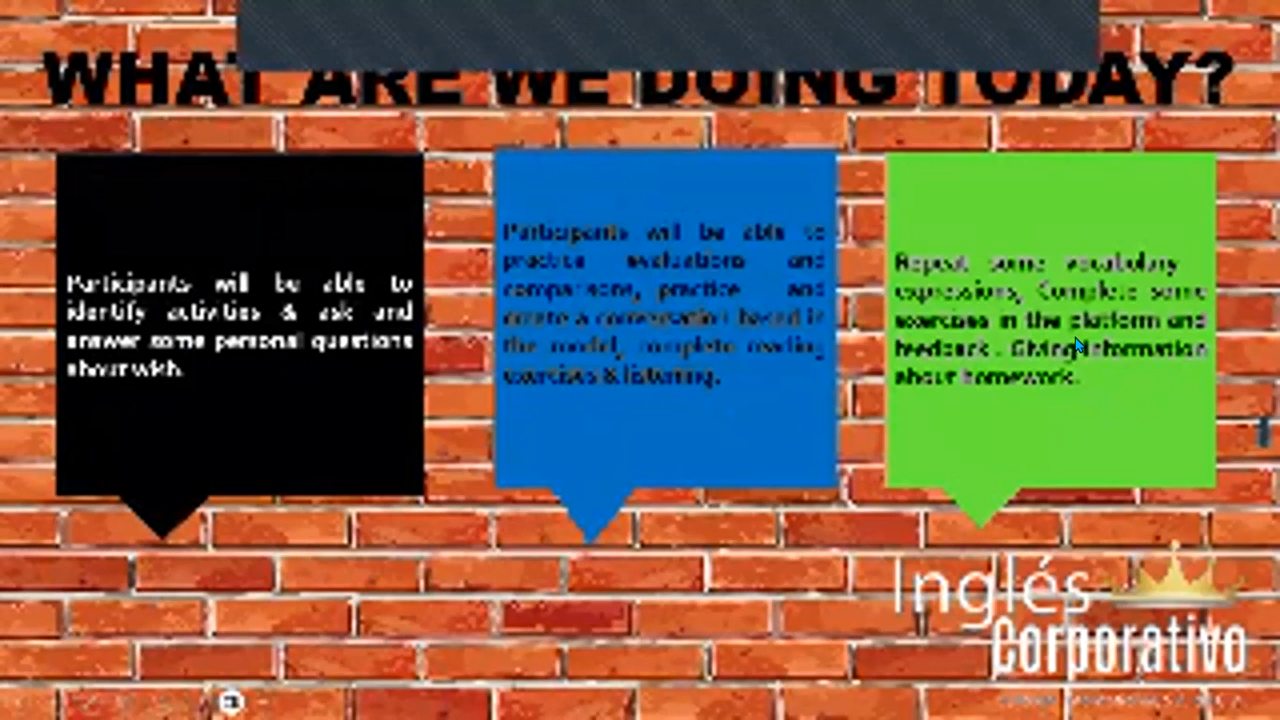 WHAT ARE WE DOING TODAY?
Participants will be able to
identify activities & ask and
answer some personal questions
about wish.
Participants will be able to
practice evaluations and
comparisons, practice and
create a conversation based in
the model, complete reading
exercises & listening.
Repeat some vocabulary
expressions, Complete some
exercises in the platform and
feedback. Giving information
about homework.
Inglés
Corporativo